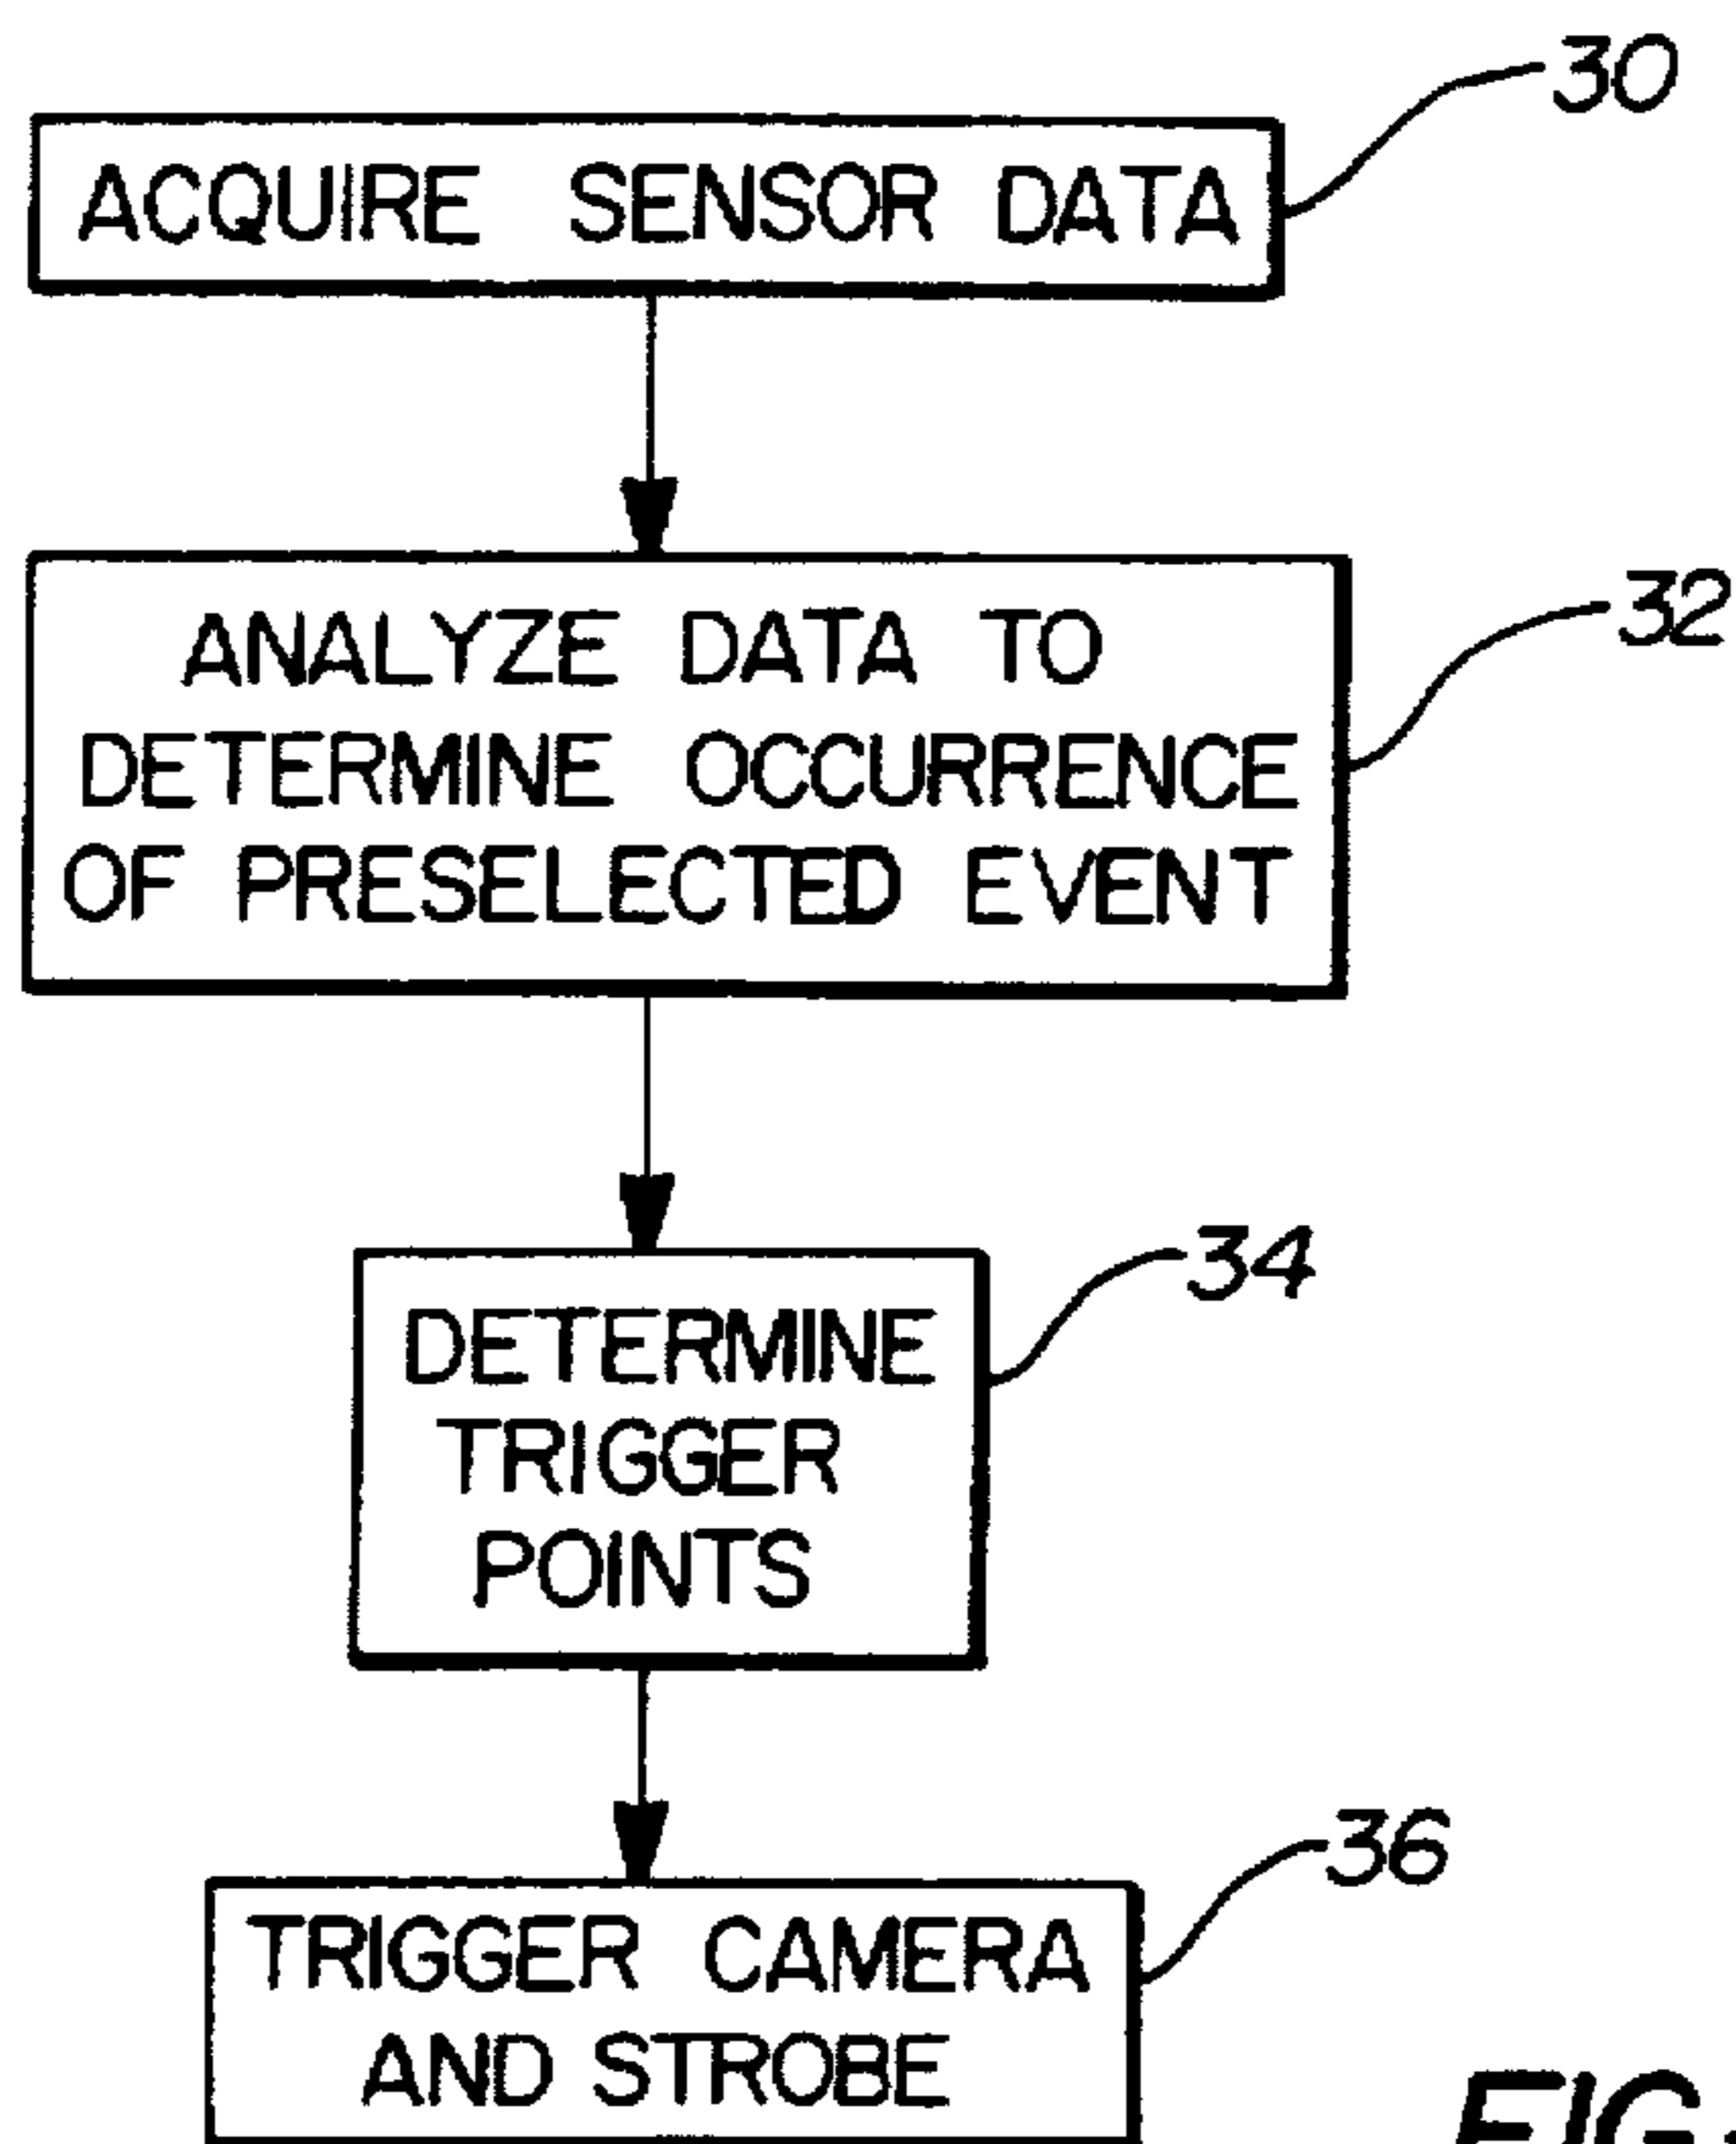 30
ACQUIRE SENSOR DATA
32
ANALYZE DATA TO
DETERMINE OCCURRENCE
OF PRESELECTED EVENT
34
DETERMINE
TRIGGER
POINTS
36
TRIGGER CAMERA
AND STROBE
FIG.